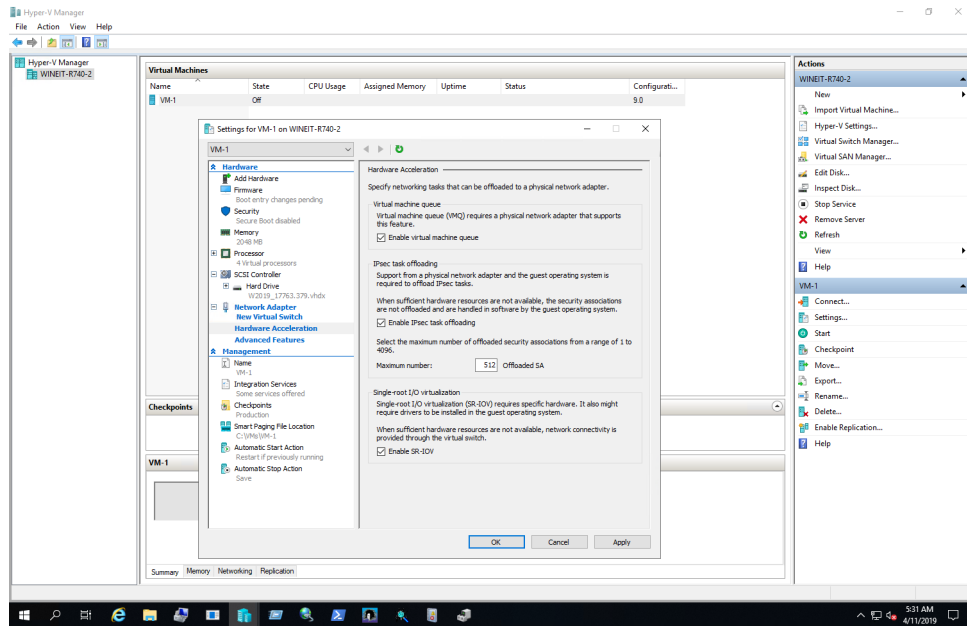 Hyper-V Manager
File Action View Help
Hyper-V Manager
WINEIT-R740-2
Virtual Machines
Name State CPU Usage Assigned Memory Uptime Status Configurati...
VM-1 Off 9.0
Settings for VM-1 on WINEIT-R740-2
VM-1
Hardware
Add Hardware
Firmware
Boot entry changes pending
Security
Secure Boot disabled
Memory
2048 MB
Processor
4 Virtual processors
SCSI Controller
Hard Drive
W2019_17763.379.vhdx
Network Adapter
New Virtual Switch
Hardware Acceleration
Advanced Features
Management
Name
VM-1
Integration Services
Some services offered
Checkpoints
Production
Smart Paging File Location
C:\VMs\VM-1
Automatic Start Action
Restart if previously running
Automatic Stop Action
Save
Hardware Acceleration
Specify networking tasks that can be offloaded to a physical network adapter.
Virtual machine queue
Virtual machine queue (VMQ) requires a physical network adapter that supports
this feature.
Enable virtual machine queue
IPsec task offloading
Support from a physical network adapter and the guest operating system is
required to offload IPsec tasks.
When sufficient hardware resources are not available, the security associations
are not offloaded and are handled in software by the guest operating system.
Enable IPsec task offloading
Select the maximum number of offloaded security associations from a range of 1 to
4096.
Maximum number: 512 Offloaded SA
Single-root I/O virtualization
Single-root I/O virtualization (SR-IOV) requires specific hardware. It also might
require drivers to be installed in the guest operating system.
When sufficient hardware resources are not available, network connectivity is
provided through the virtual switch.
Enable SR-IOV
OK Cancel Apply
Checkpoints
VM-1
Summary Memory Networking Replication
Actions
WINEIT-R740-2
New
Import Virtual Machine...
Hyper-V Settings...
Virtual Switch Manager...
Virtual SAN Manager...
Edit Disk...
Inspect Disk...
Stop Service
Remove Server
Refresh
View
Help
VM-1
Connect...
Settings...
Start
Checkpoint
Move...
Export...
Rename...
Delete...
Enable Replication...
Help
5:31 AM
4/11/2019